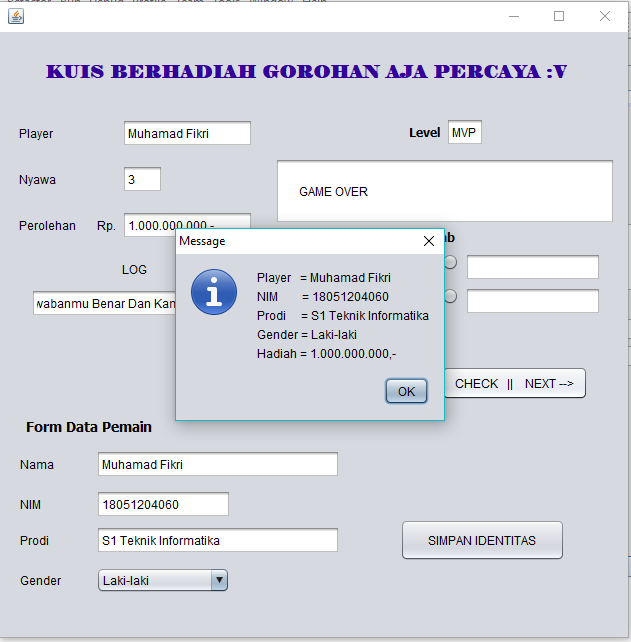 KUIS BERHADIAH GOROHAN AJA PERCAYA :V
Player Muhamad Fikri Level MVP
Nyawa 3
GAME OVER
Perolehan Rp. 1.000.000.000,-
LOG
wabanmu Benar Dan
Message
Player = Muhamad Fikri
NIM = 18051204060
Prodi = S1 Teknik Informatika
Gender = Laki-laki
Hadiah = 1.000.000.000,-
OK
CHECK || NEXT -->
Form Data Pemain
Nama Muhamad Fikri
NIM 18051204060
Prodi S1 Teknik Informatika
SIMPAN IDENTITAS
Gender Laki-laki